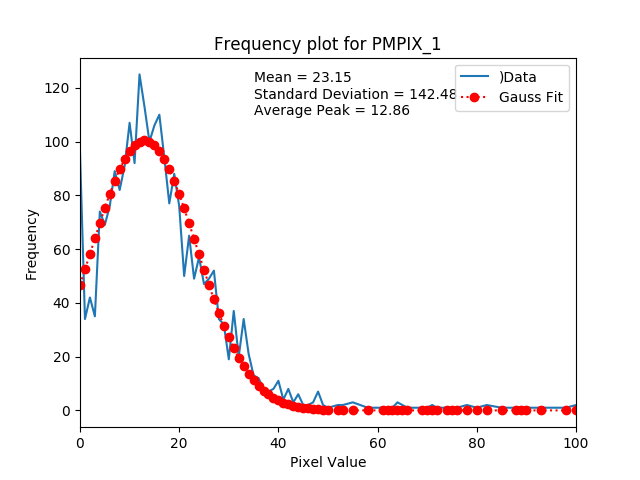 Frequency plot for PMPIX_1
Mean = 23.15
Standard Deviation = 142.48
Average Peak = 12.86
)Data
Gauss Fit
Frequency
120
100
80
60
40
20
0
0 20 40 60 80 100
Pixel Value